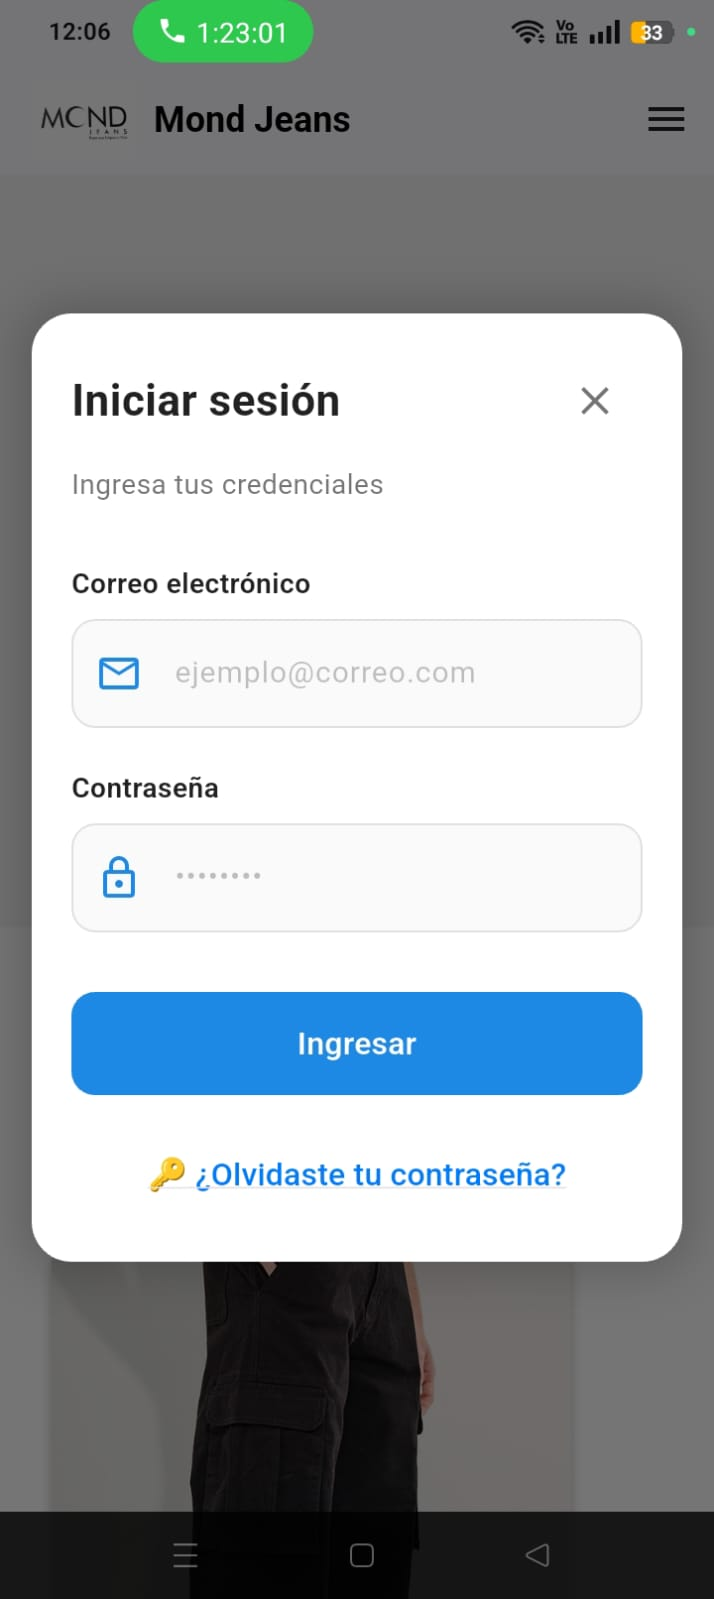 12:06 1:23:01 Vo LTE 33
MOND JEANS Mond Jeans
Iniciar sesión
Ingresa tus credenciales
Correo electrónico
ejemplo@correo.com
Contraseña
Ingresar
🔑 ¿Olvidaste tu contraseña?